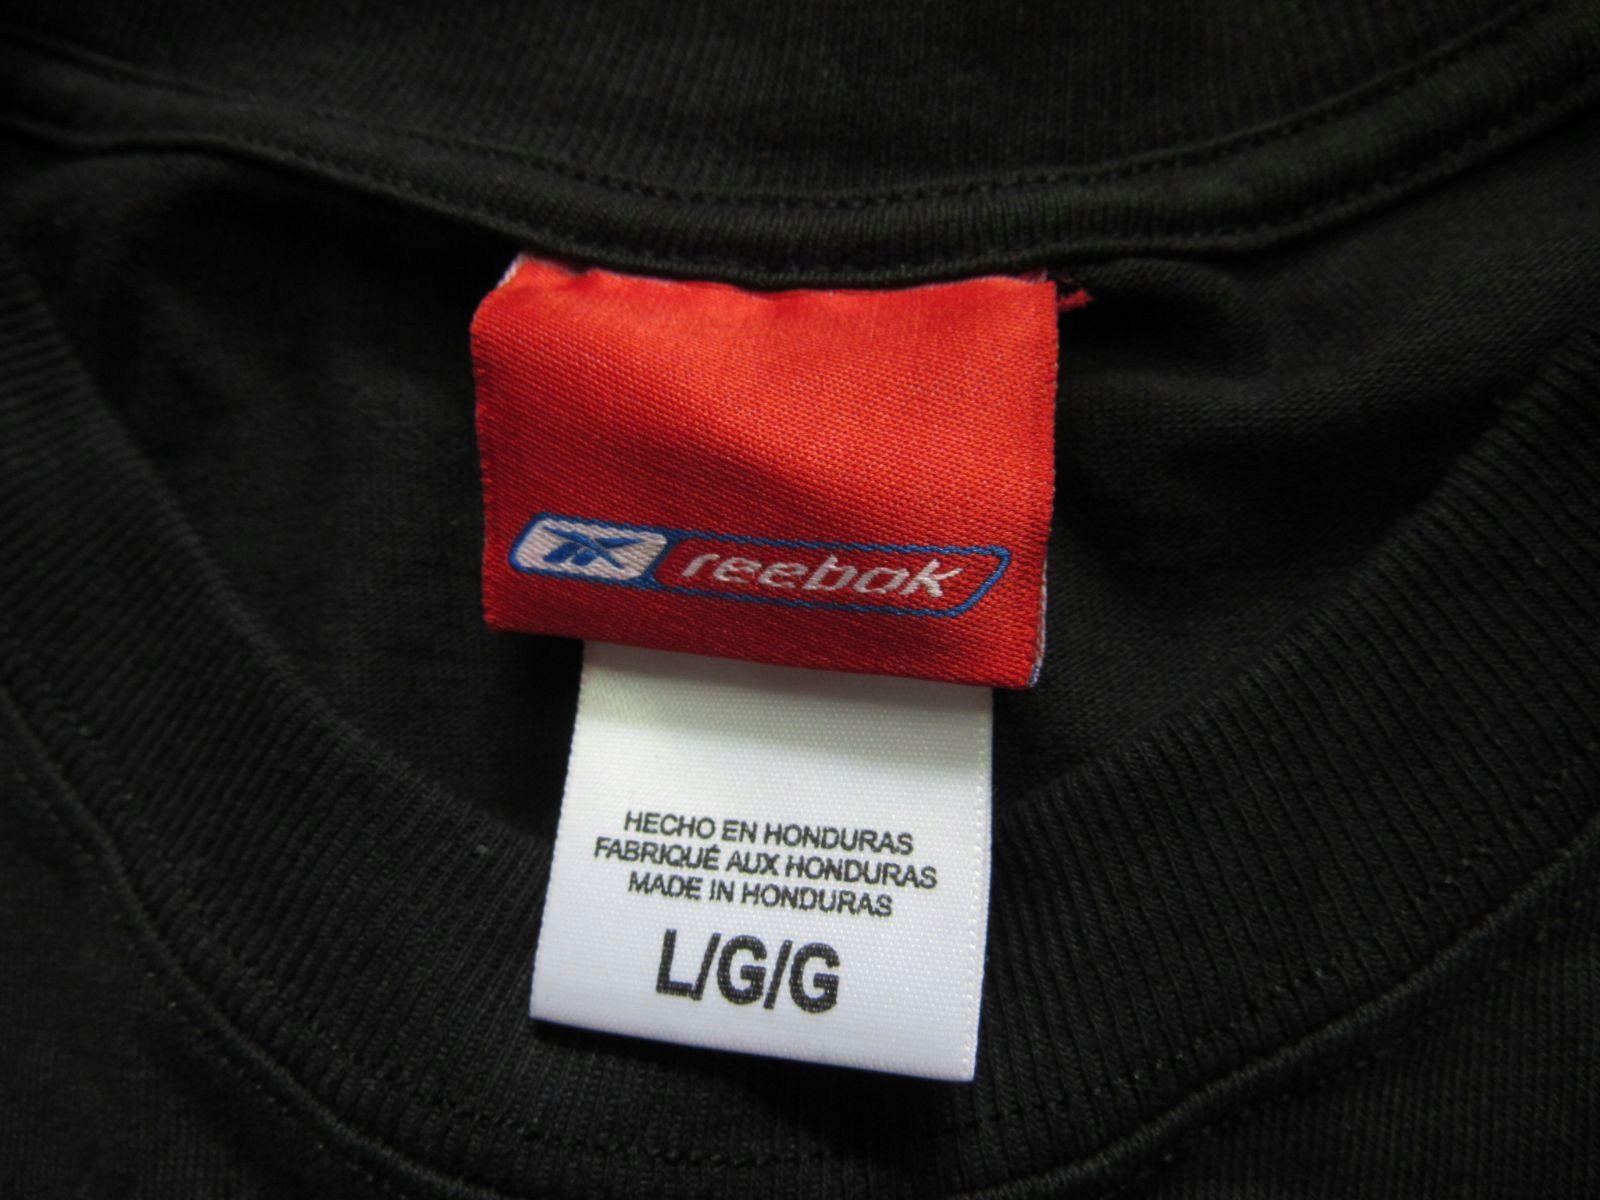 reebok
HECHO EN HONDURAS
FABRIQUÉ AUX HONDURAS
MADE IN HONDURAS
L/G/G